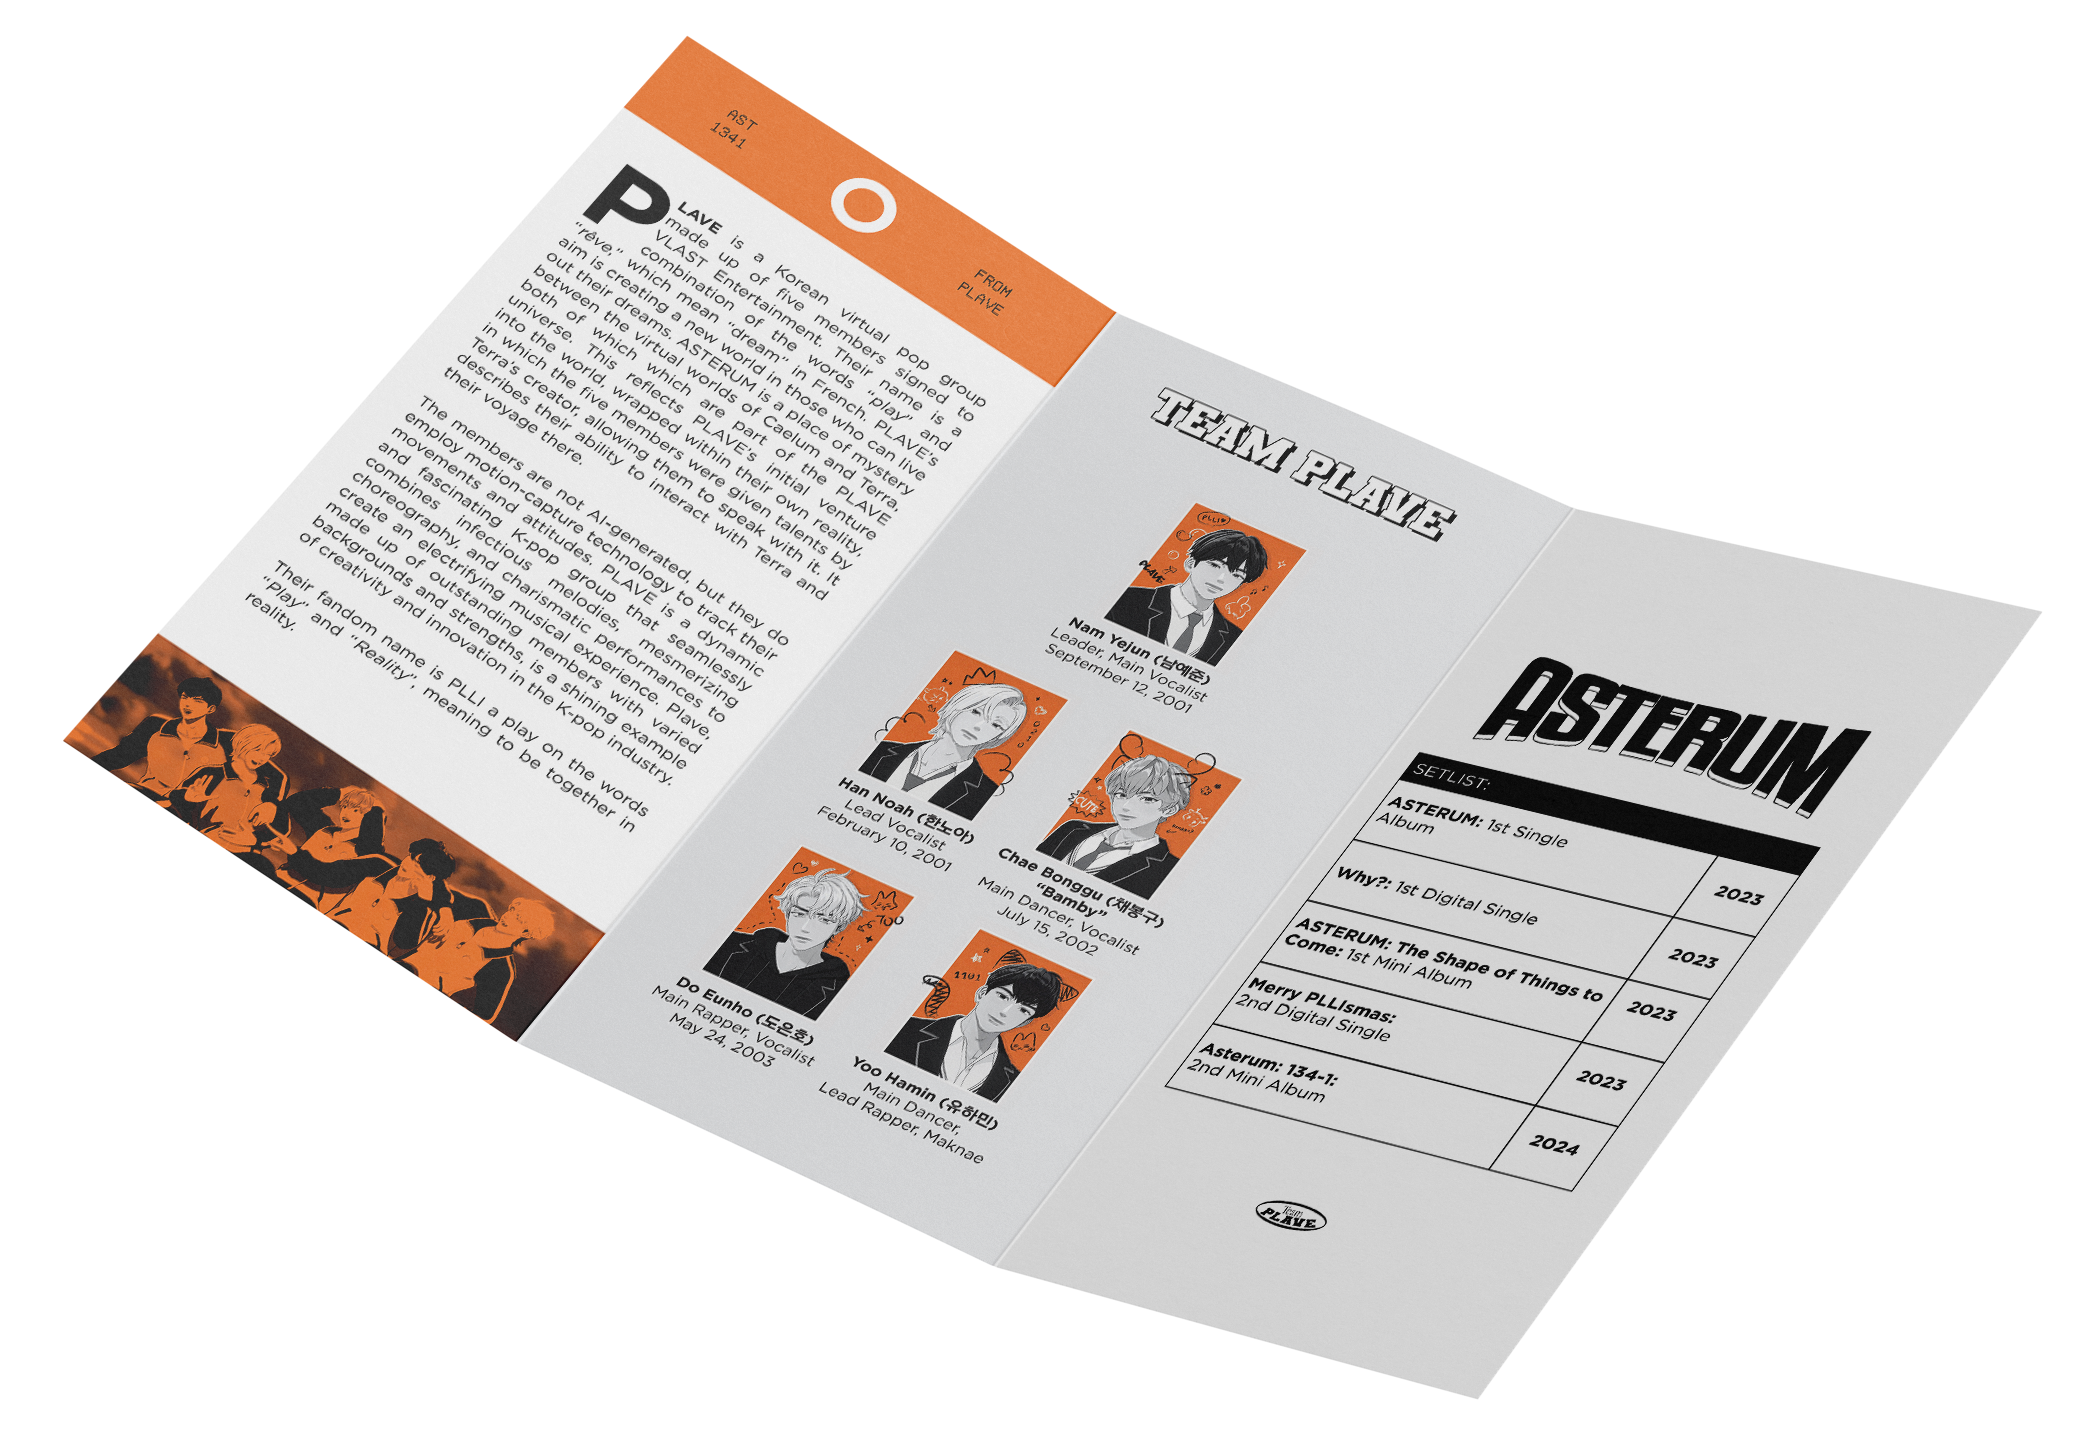 AST
1341
FROM
PLAVE
PLAVE is a Korean virtual pop group
made up of five members signed to
VLAST Entertainment. Their name is a
combination of the words “play” and
“rêve,” which mean “dream” in French. PLAVE’s
aim is creating a new world in those who can live
out their dreams. ASTERUM is a place of mystery
between the virtual worlds of Caelum and Terra,
both of which which are part of the PLAVE
universe. This reflects PLAVE’s initial venture
into the world, wrapped within their own reality,
in which the five members were given talents by
Terra’s creator, allowing them to speak with it. It
describes their ability to interact with Terra and
their voyage there.
The members are not AI-generated, but they do
employ motion-capture technology to track their
movements and attitudes. PLAVE is a dynamic
and fascinating K-pop group that seamlessly
combines infectious melodies, mesmerizing
choreography, and charismatic performances to
create an electrifying musical experience. Plave,
made up of outstanding members with varied
backgrounds and strengths, is a shining example
of creativity and innovation in the K-pop industry.
Their fandom name is PLLI a play on the words
“Play” and “Reality”, meaning to be together in
reality.
TEAM PLAVE
PLLI
PLAVE
Nam Yejun (남예준)
Leader, Main Vocalist
September 12, 2001
0210
Han Noah (한노아)
Lead Vocalist
February 10, 2001
CUTE
Chae Bonggu (채봉구)
“Bamby”
Main Dancer, Vocalist
July 15, 2002
700
Do Eunho (도은호)
Main Rapper, Vocalist
May 24, 2003
1101
Yoo Hamin (유하민)
Main Dancer,
Lead Rapper, Maknae
ASTERUM
SETLIST:
ASTERUM: 1st Single
Album
2023
Why?: 1st Digital Single
2023
ASTERUM: The Shape of Things to
Come: 1st Mini Album
2023
Merry PLLIsmas:
2nd Digital Single
2023
Asterum: 134-1:
2nd Mini Album
2024
Team
PLAVE